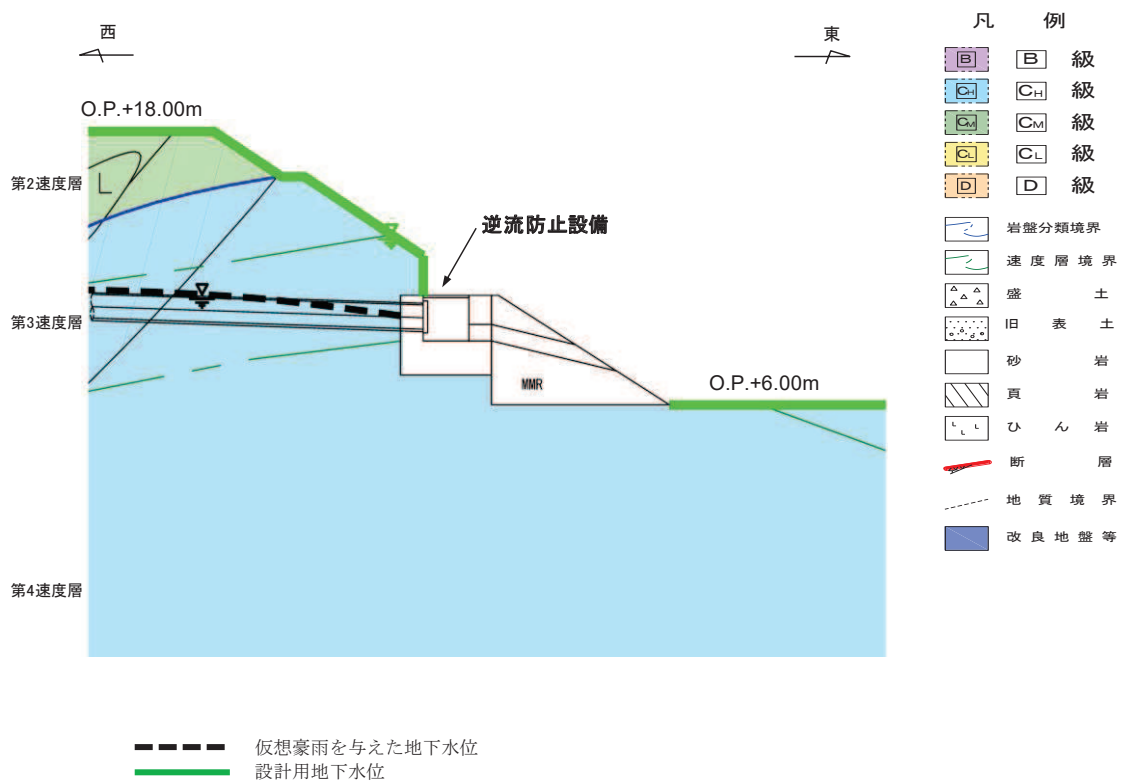 西
東
O.P.+18.00m
第2速度層
L
逆流防止設備
第3速度層
MMR
O.P.+6.00m
第4速度層
仮想豪雨を与えた地下水位
設計用地下水位
凡 例
B B 級
CH CH 級
CM CM 級
CL CL 級
D D 級
岩盤分類境界
速度層境界
盛土
旧表土
砂岩
頁岩
ひん岩
断層
地質境界
改良地盤等